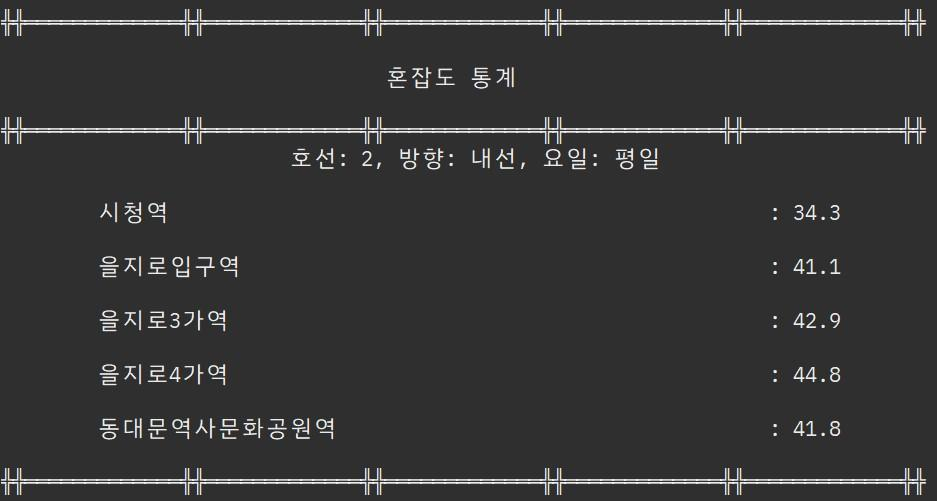 혼잡도 통계
호선: 2, 방향: 내선, 요일: 평일
시청역 : 34.3
을지로입구역 : 41.1
을지로3가역 : 42.9
을지로4가역 : 44.8
동대문역사문화공원역 : 41.8